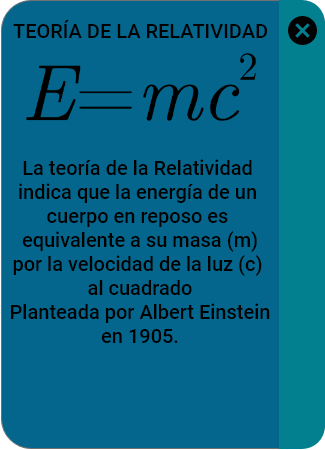 TEORÍA DE LA RELATIVIDAD
E=mc²
La teoría de la Relatividad
indica que la energía de un
cuerpo en reposo es
equivalente a su masa (m)
por la velocidad de la luz (c)
al cuadrado
Planteada por Albert Einstein
en 1905.